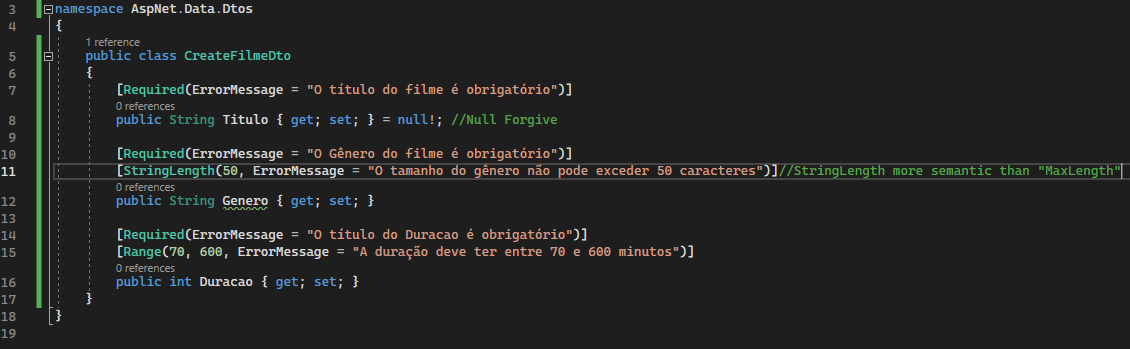 3 namespace AspNet.Data.Dtos
4 {
1 reference
5 public class CreateFilmeDto
6 {
7 [Required(ErrorMessage = "O título do filme é obrigatório")]
0 references
8 public String Titulo { get; set; } = null!; //Null Forgive
9
10 [Required(ErrorMessage = "O Gênero do filme é obrigatório")]
11 [StringLength(50, ErrorMessage = "O tamanho do gênero não pode exceder 50 caracteres")]//StringLength more semantic than "MaxLength"
0 references
12 public String Genero { get; set; }
13
14 [Required(ErrorMessage = "O título do Duracao é obrigatório")]
15 [Range(70, 600, ErrorMessage = "A duração deve ter entre 70 e 600 minutos")]
0 references
16 public int Duracao { get; set; }
17 }
18 }
19